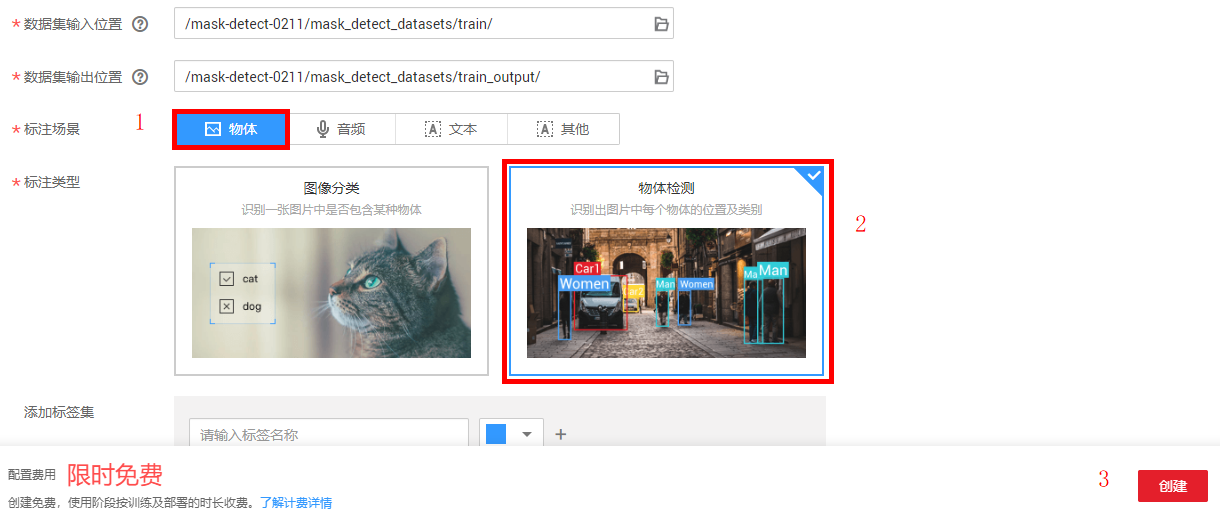 * 数据集输入位置 ? /mask-detect-0211/mask_detect_datasets/train/
* 数据集输出位置 ? /mask-detect-0211/mask_detect_datasets/train_output/
* 标注场景 1 物体 音频 A 文本 A 其他
* 标注类型
图像分类
识别一张图片中是否包含某种物体
cat
dog
物体检测
识别出图片中每个物体的位置及类别
Car1
Women
Car2
Man
Women
Ma
Man
2
添加标签集
请输入标签名称
配置费用 限时免费
创建免费，使用阶段按训练及部署的时长收费。了解计费详情
3 创建